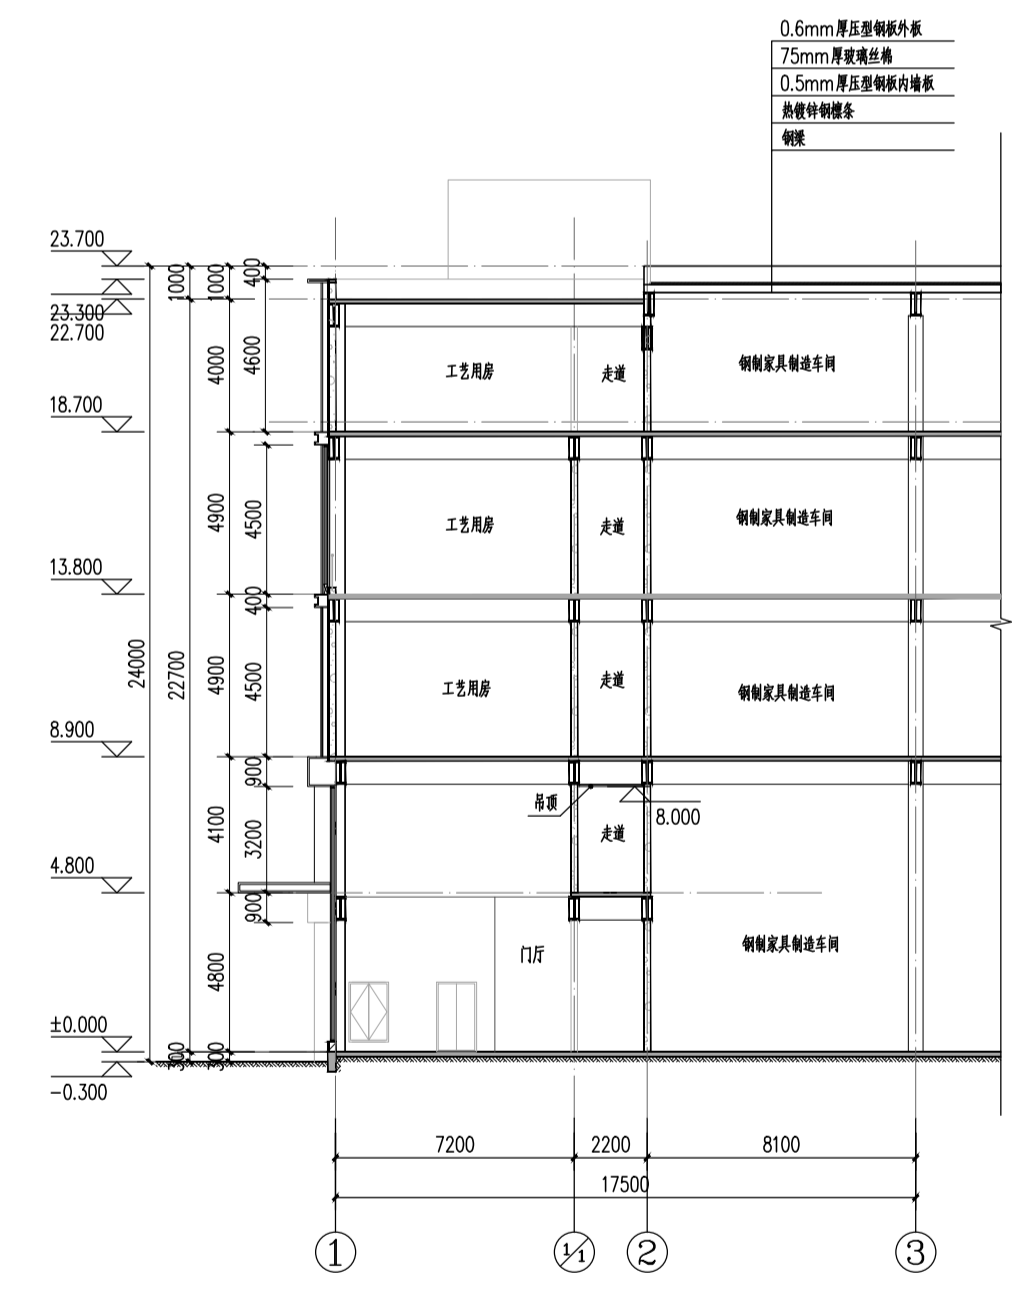 0.6mm厚压型钢板外板
75mm厚玻璃丝棉
0.5mm厚压型钢板内墙板
热镀锌钢檩条
钢梁
23.700
23.300
22.700
1000
1000
400
4000
4600
工艺用房
走道
钢制家具制造车间
18.700
4900
4500
工艺用房
走道
钢制家具制造车间
13.800
400
24000
22700
4900
4500
工艺用房
走道
钢制家具制造车间
8.900
900
吊顶
8.000
4100
3200
走道
4.800
900
4800
门厅
钢制家具制造车间
±0.000
300
300
-0.300
7200
2200
8100
17500
1
1/1
2
3